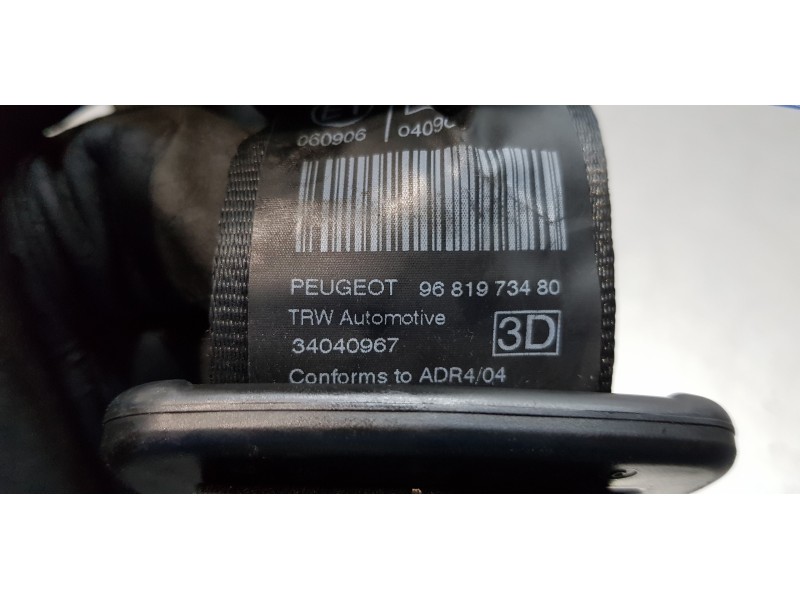 060906
PEUGEOT 96 819 734 80
TRW Automotive
3D
34040967
Conforms to ADR4/04